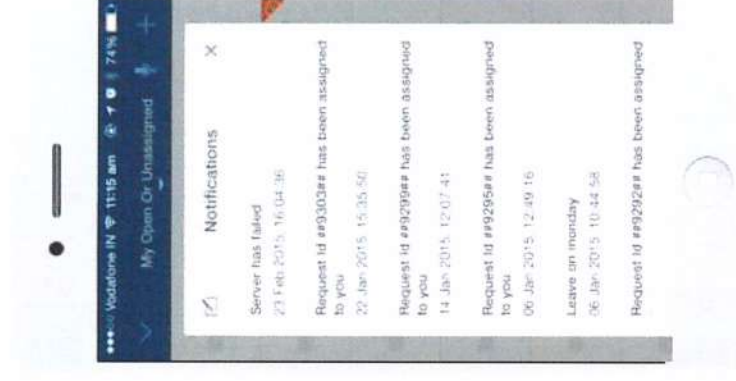 Vodafone IN 11:15 am 74%
My Open Or Unassigned
Notifications
Server has failed
23 Feb 2015, 16:04:36
Request Id ##9303## has been assigned
to you
22 Jan 2015, 15:35:50
Request Id ##9299## has been assigned
to you
14 Jan 2015, 12:07:41
Request Id ##9295## has been assigned
to you
06 Jan 2015, 12:49:16
Leave on monday
06 Jan 2015, 10:44:58
Request Id ##9292## has been assigned